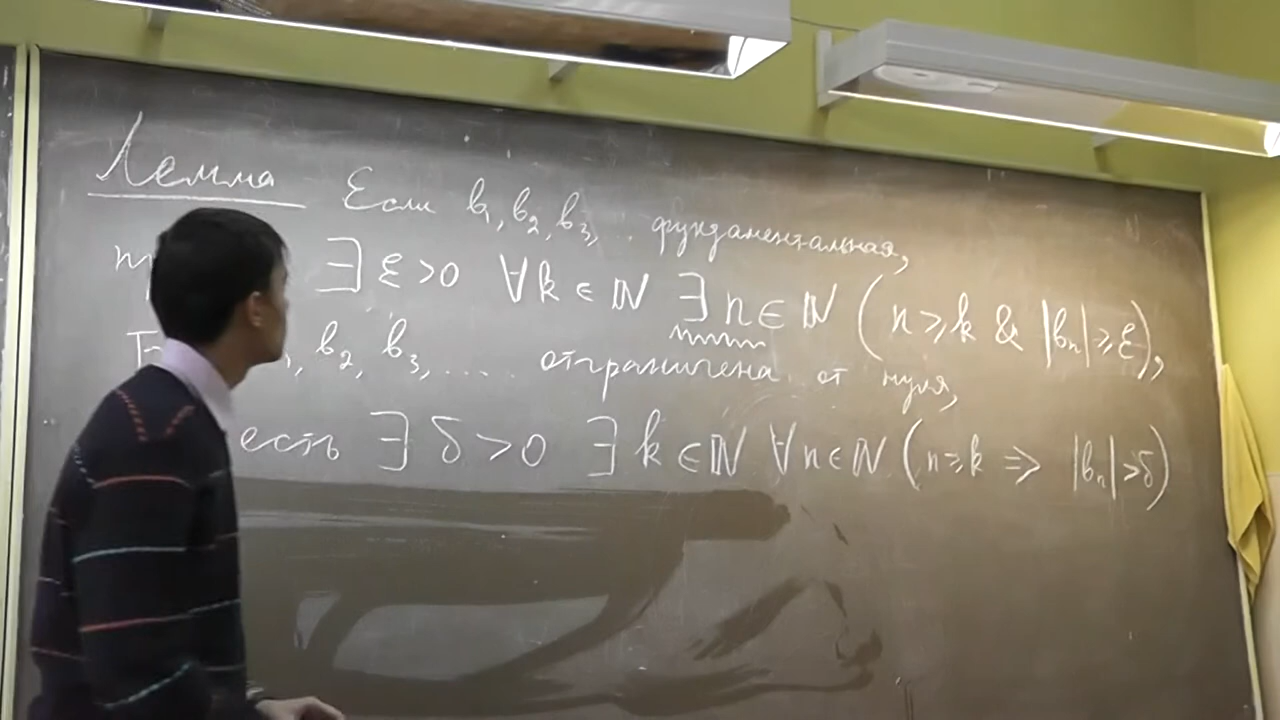 Лемма Если b₁, b₂, b₃, .. фундаментальная,
∃ ε > 0 ∀k ∈ ℕ ∃ n ∈ ℕ (n ⩾ k & |bₙ| ⩾ ε),
b₂, b₃, .... отграничена от нуля,
есть ∃ δ > 0 ∃ k ∈ ℕ ∀n ∈ ℕ (n ⩾ k ⇒ |bₙ| > δ)